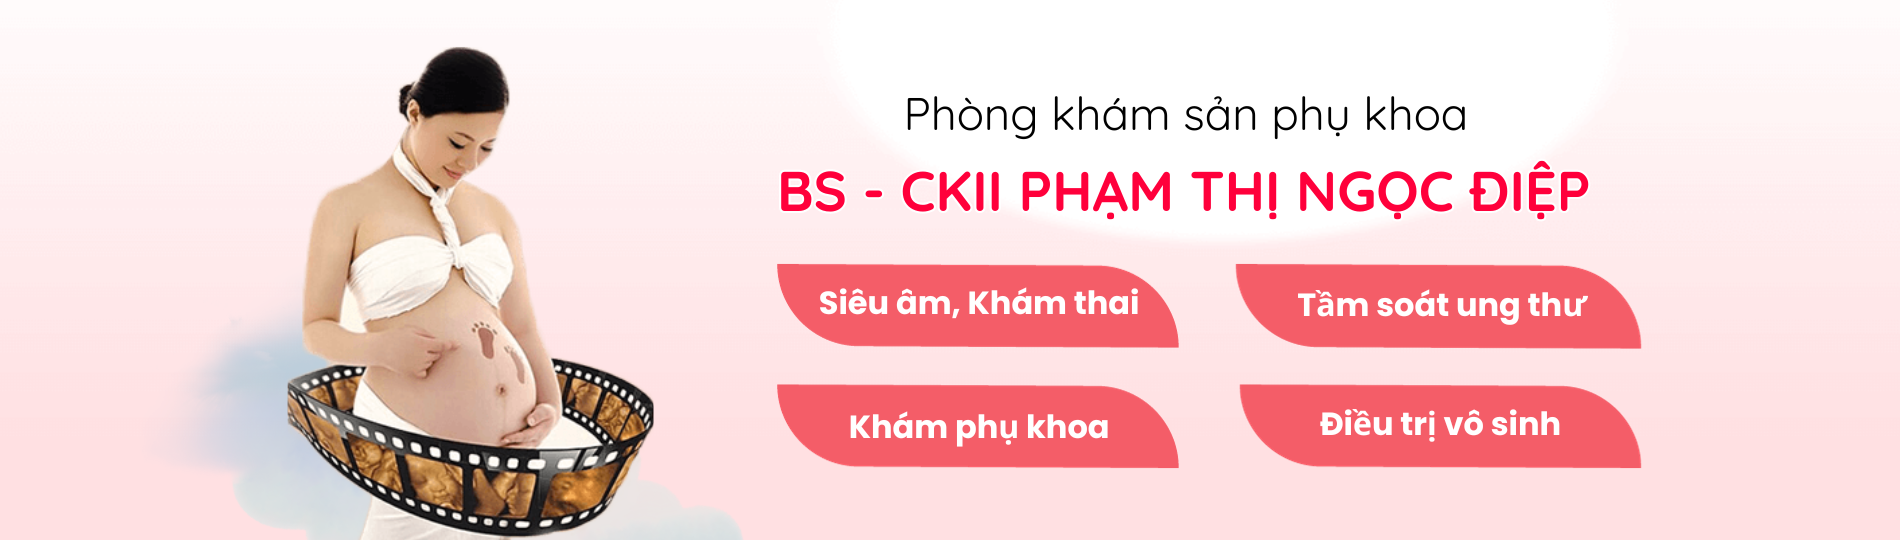 Phòng khám sản phụ khoa
BS - CKII PHẠM THỊ NGỌC ĐIỆP
Siêu âm, Khám thai
Tầm soát ung thư
Khám phụ khoa
Điều trị vô sinh